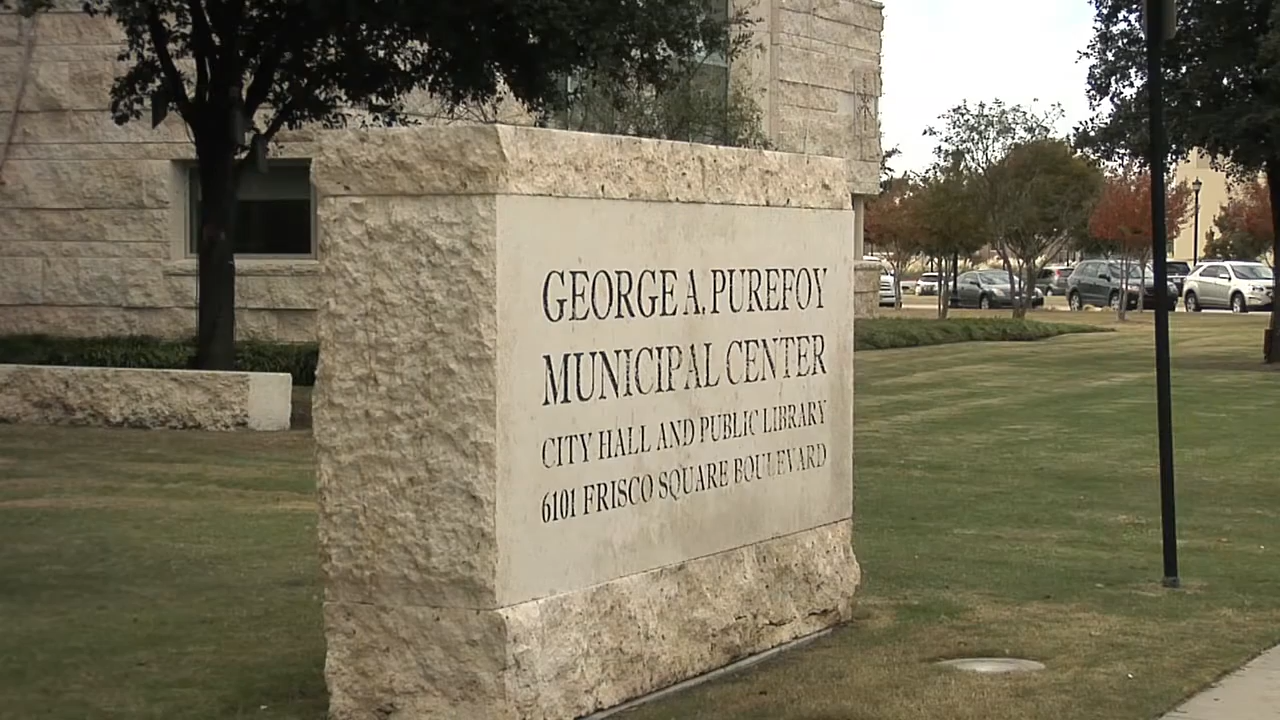 GEORGE A. PUREFOY
MUNICIPAL CENTER
CITY HALL AND PUBLIC LIBRARY
6101 FRISCO SQUARE BOULEVARD